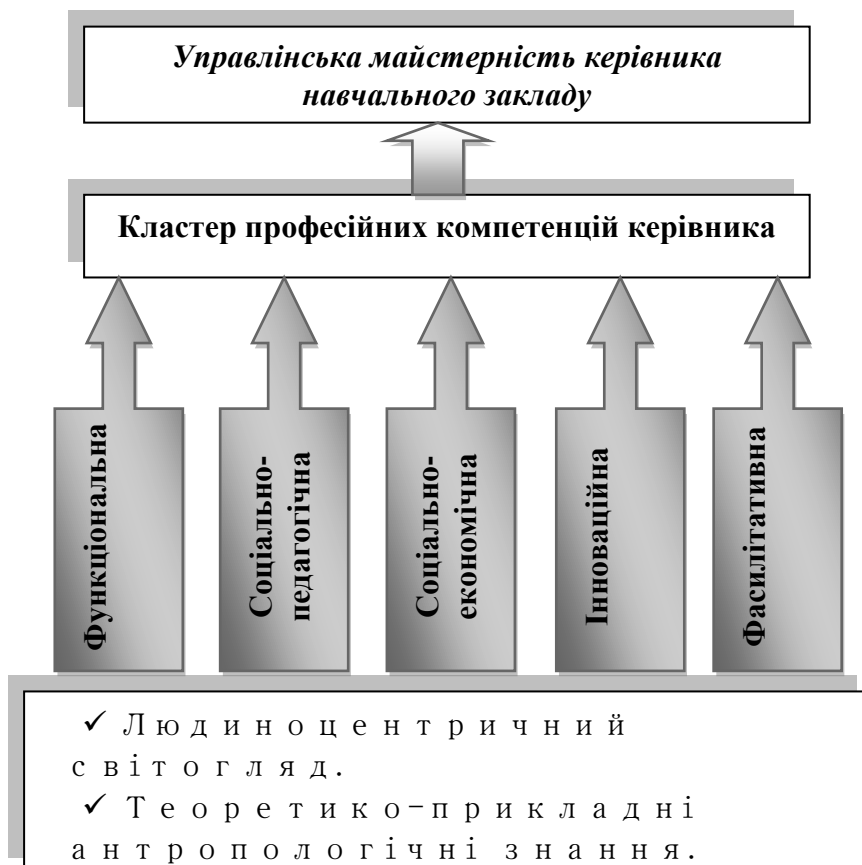 Управлінська майстерність керівника
навчального закладу
Кластер професійних компетенцій керівника
Функціональна
Соціально-
педагогічна
Соціально-
економічна
Інноваційна
Фасилітативна
✓ Людиноцентричний
світогляд.
✓ Теоретико-прикладні
антропологічні знання.